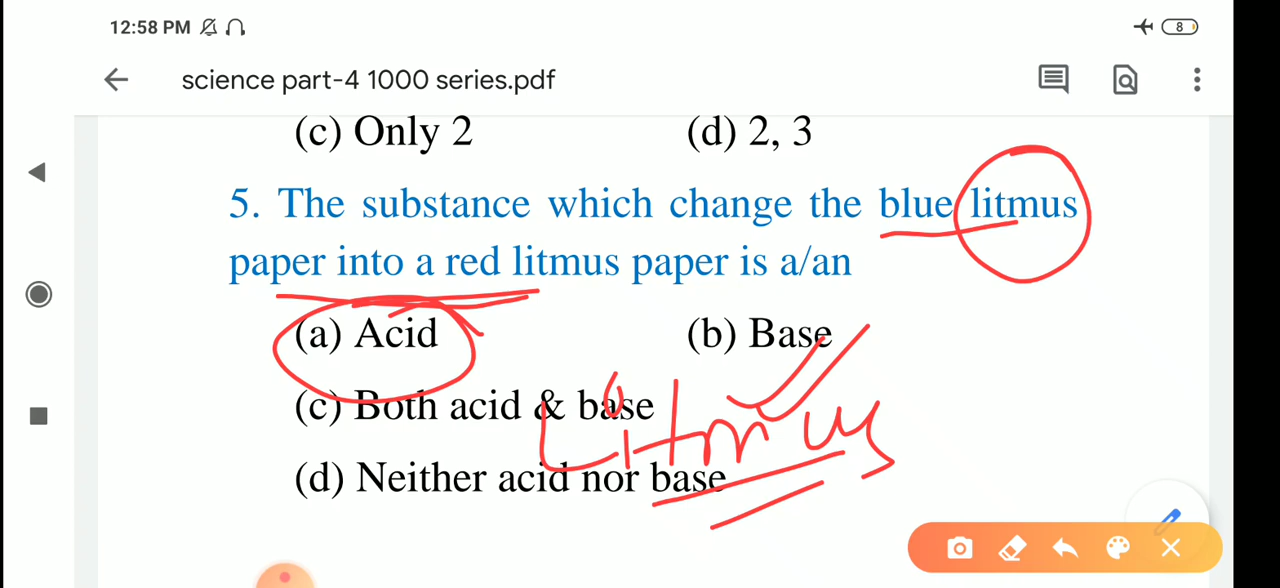 12:58 PM 8
science part-4 1000 series.pdf
(c) Only 2 (d) 2, 3
5. The substance which change the blue litmus
paper into a red litmus paper is a/an
(a) Acid (b) Base
(c) Both acid & base
Litmus
(d) Neither acid nor base